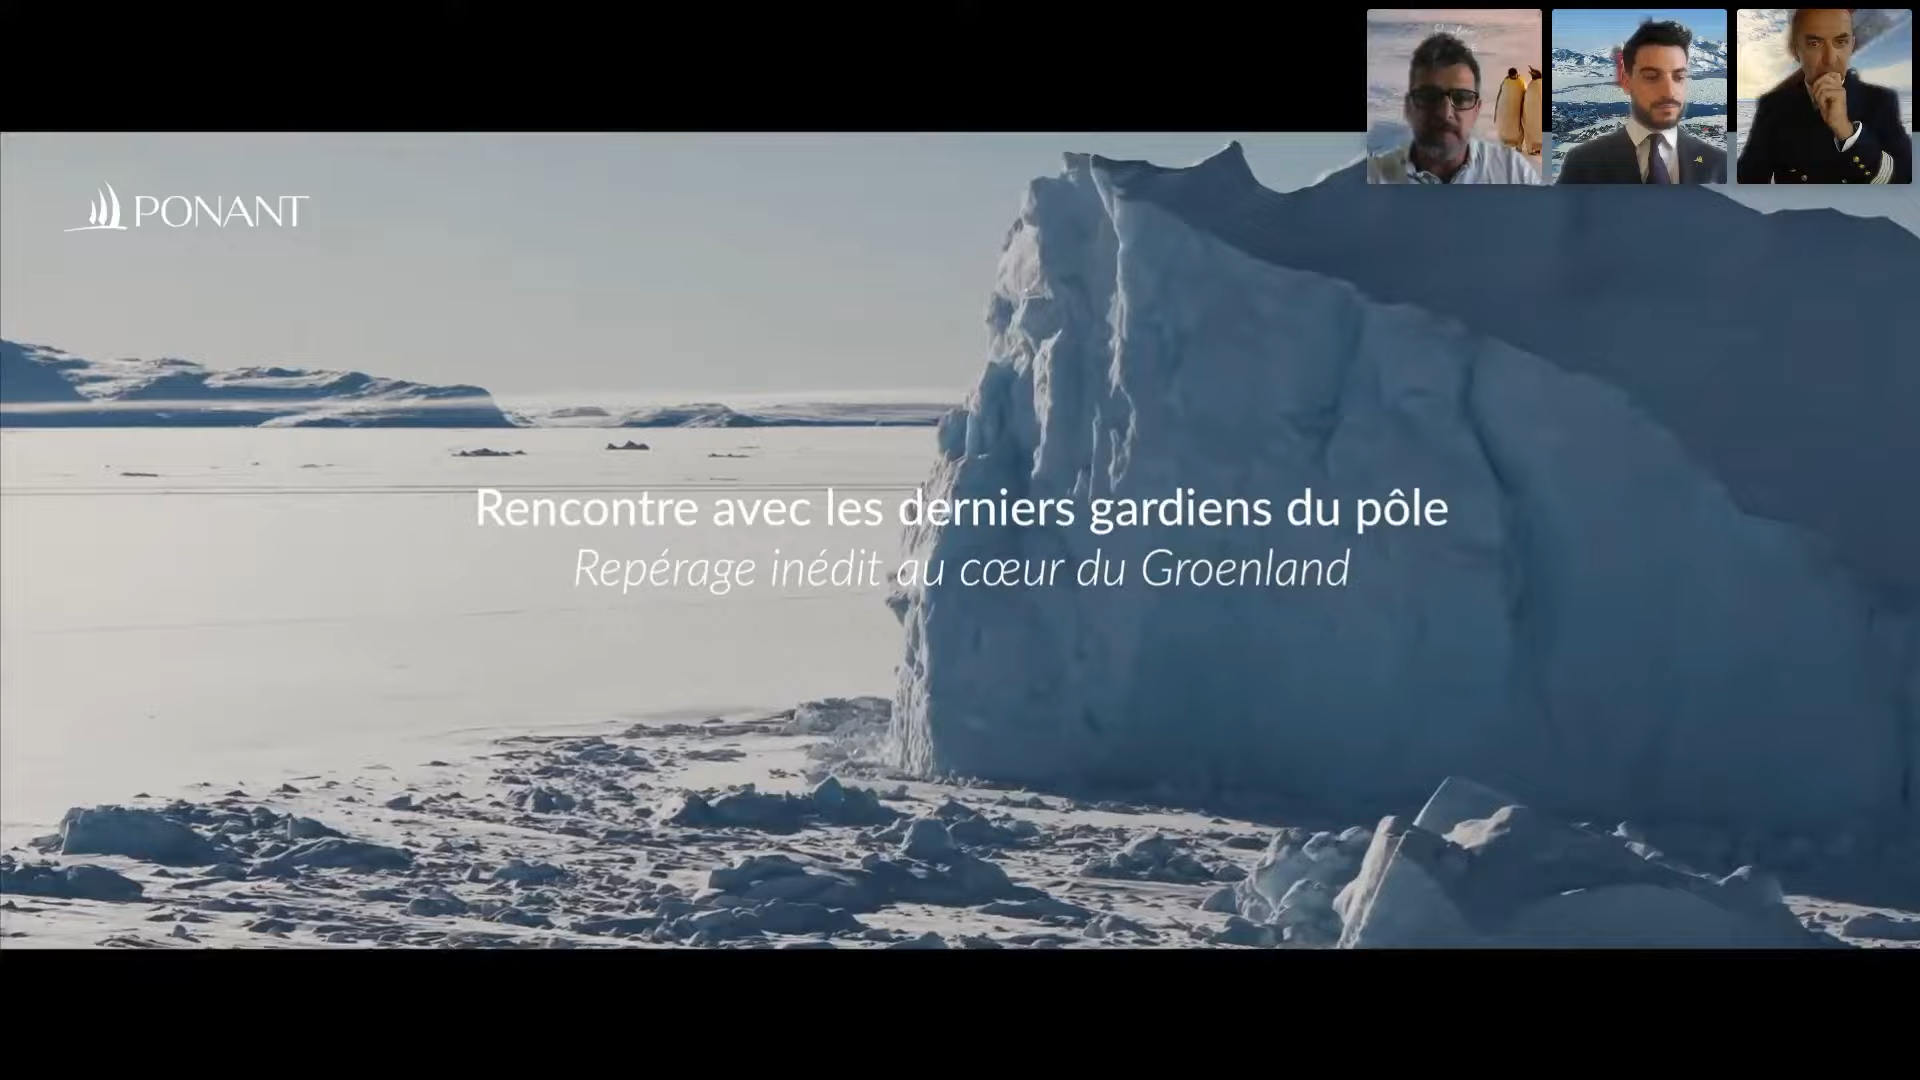 PONANT
Rencontre avec les derniers gardiens du pôle
Repérage inédit au cœur du Groenland